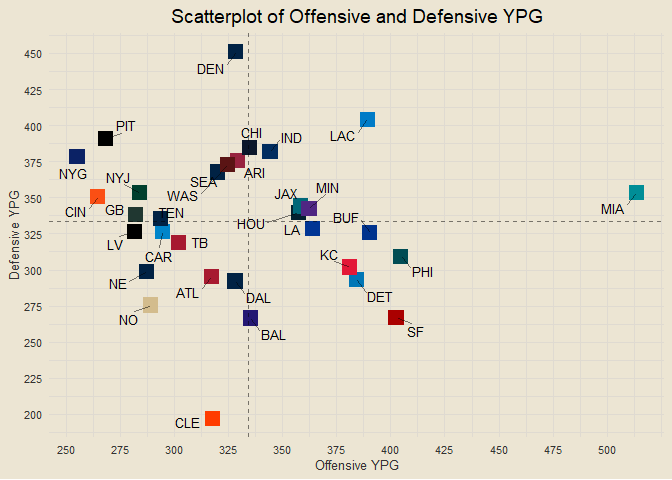 Scatterplot of Offensive and Defensive YPG
Defensive YPG
450
425
400
375
350
325
300
275
250
225
200
DEN
PIT
LAC
CHI
IND
NYG
ARI
SEA
WAS
NYJ
JAX
MIN
CIN
GB
TEN
HOU
LA
BUF
MIA
LV
CAR
TB
KC
PHI
NE
ATL
DAL
DET
NO
BAL
SF
CLE
250
275
300
325
350
375
400
425
450
475
500
Offensive YPG